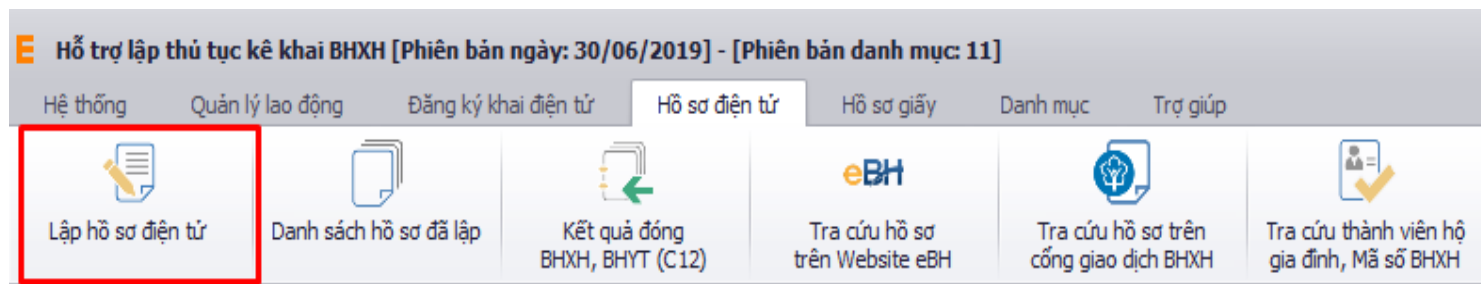 E Hỗ trợ lập thủ tục kê khai BHXH [Phiên bản ngày: 30/06/2019] - [Phiên bản danh mục: 11]
Hệ thống Quản lý lao động Đăng ký khai điện tử Hồ sơ điện tử Hồ sơ giấy Danh mục Trợ giúp
eBH
Lập hồ sơ điện tử Danh sách hồ sơ đã lập Kết quả đóng Tra cứu hồ sơ Tra cứu hồ sơ trên Tra cứu thành viên hộ
BHXH, BHYT (C12) trên Website eBH cổng giao dịch BHXH gia đình, Mã số BHXH